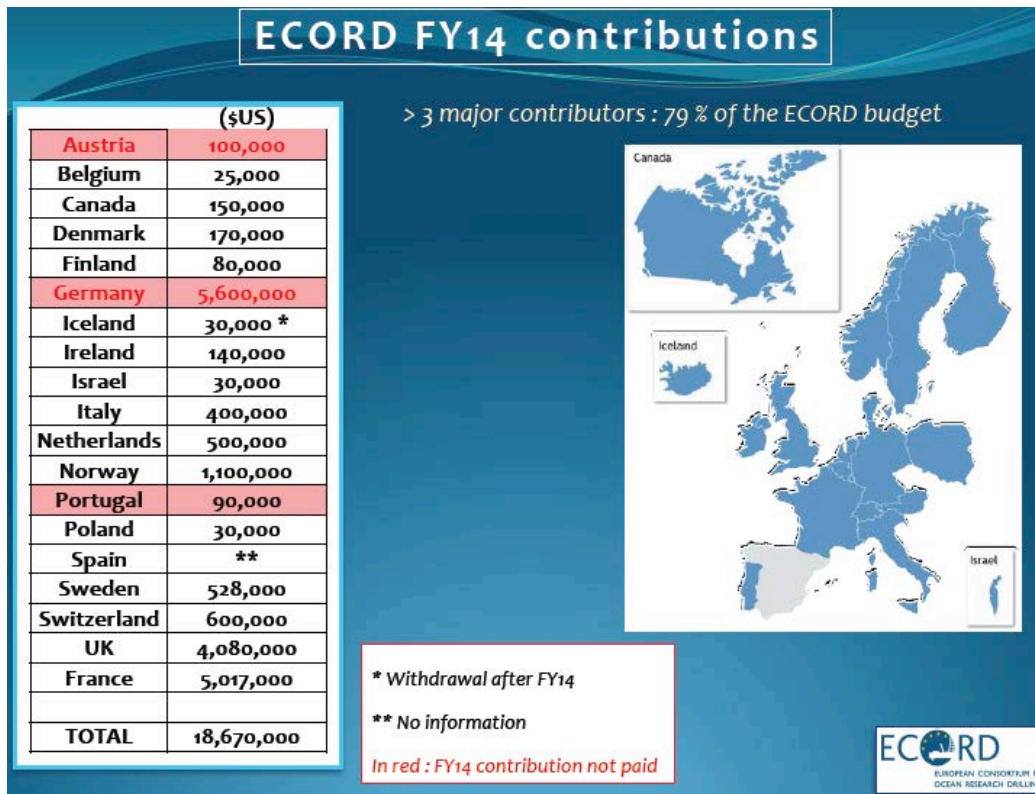 ECORD FY14 contributions
> 3 major contributors : 79 % of the ECORD budget
($US)
Austria 100,000
Belgium 25,000
Canada 150,000
Denmark 170,000
Finland 80,000
Germany 5,600,000
Iceland 30,000 *
Ireland 140,000
Israel 30,000
Italy 400,000
Netherlands 500,000
Norway 1,100,000
Portugal 90,000
Poland 30,000
Spain **
Sweden 528,000
Switzerland 600,000
UK 4,080,000
France 5,017,000
TOTAL 18,670,000
Canada
Iceland
Israel
* Withdrawal after FY14
** No information
In red : FY14 contribution not paid
ECORD
EUROPEAN CONSORTIUM
OCEAN RESEARCH